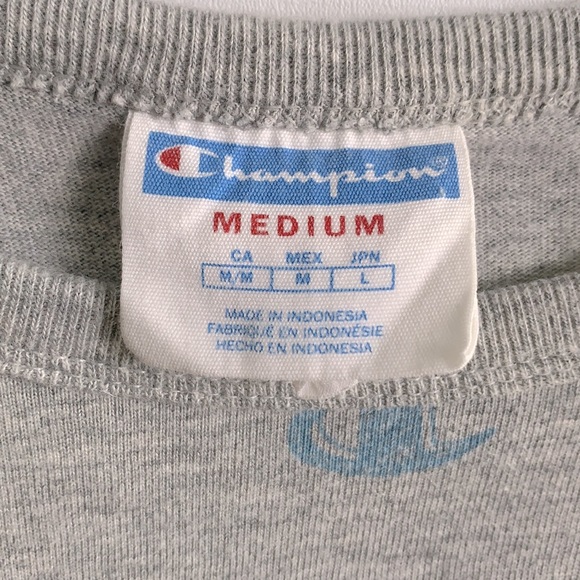 Champion
MEDIUM
CA MEX JPN
M/M M L
MADE IN INDONESIA
FABRIQUÉ EN INDONÉSIE
HECHO EN INDONESIA